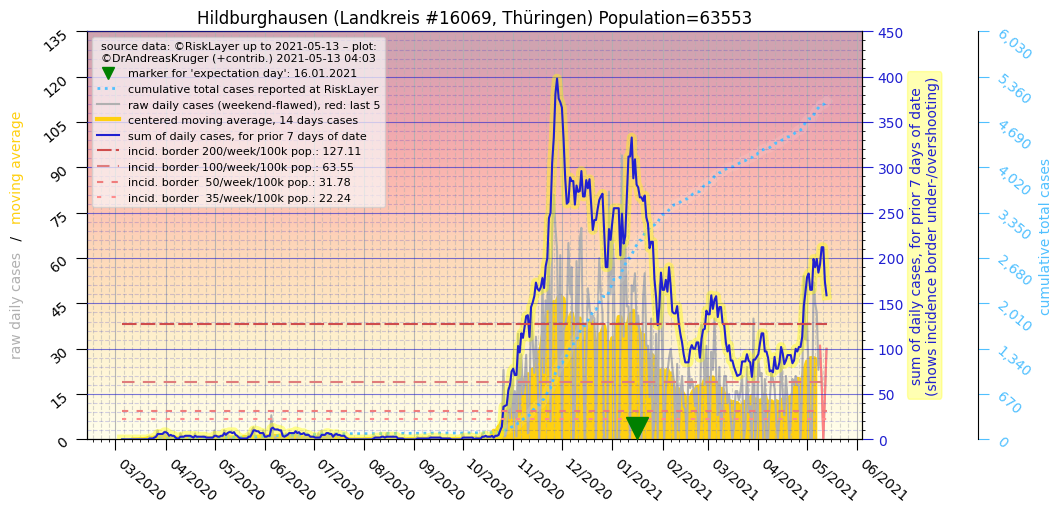 Hildburghausen (Landkreis #16069, Thüringen) Population=63553
source data: ©RiskLayer up to 2021-05-13 – plot:
©DrAndreasKruger (+contrib.) 2021-05-13 04:03
marker for 'expectation day': 16.01.2021
cumulative total cases reported at RiskLayer
raw daily cases (weekend-flawed), red: last 5
centered moving average, 14 days cases
sum of daily cases, for prior 7 days of date
incid. border 200/week/100k pop.: 127.11
incid. border 100/week/100k pop.: 63.55
incid. border  50/week/100k pop.: 31.78
incid. border  35/week/100k pop.: 22.24
raw daily cases / moving average
135
120
105
90
75
60
45
30
15
0
03/2020
04/2020
05/2020
06/2020
07/2020
08/2020
09/2020
10/2020
11/2020
12/2020
01/2021
02/2021
03/2021
04/2021
05/2021
06/2021
450
400
350
300
250
200
150
100
50
0
sum of daily cases, for prior 7 days of date
(shows incidence border under-/overshooting)
6,030
5,360
4,690
4,020
3,350
2,680
2,010
1,340
670
0
cumulative total cases